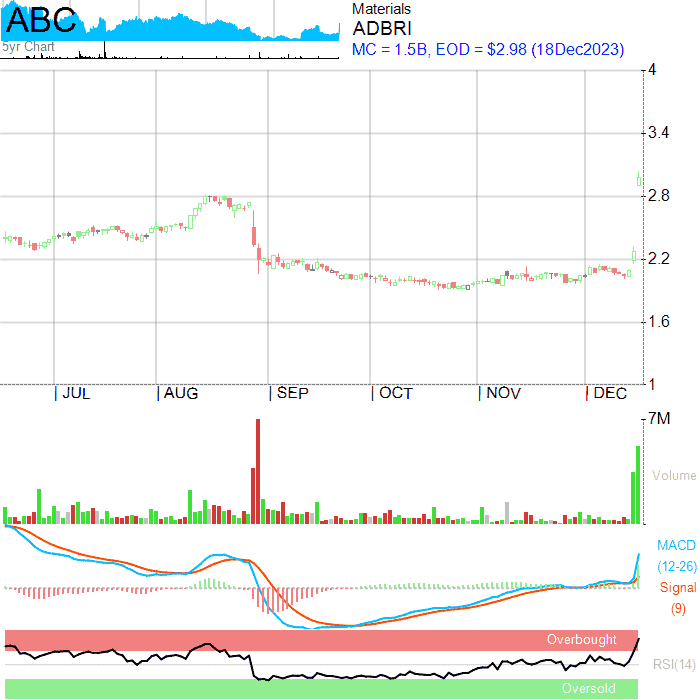 ABC
5yr Chart
Materials
ADBRI
MC = 1.5B, EOD = $2.98 (18Dec2023)
4
3.4
2.8
2.2
1.6
1
JUL AUG SEP OCT NOV DEC
7M
Volume
MACD
(12-26)
Signal
(9)
Overbought
RSI(14)
Oversold